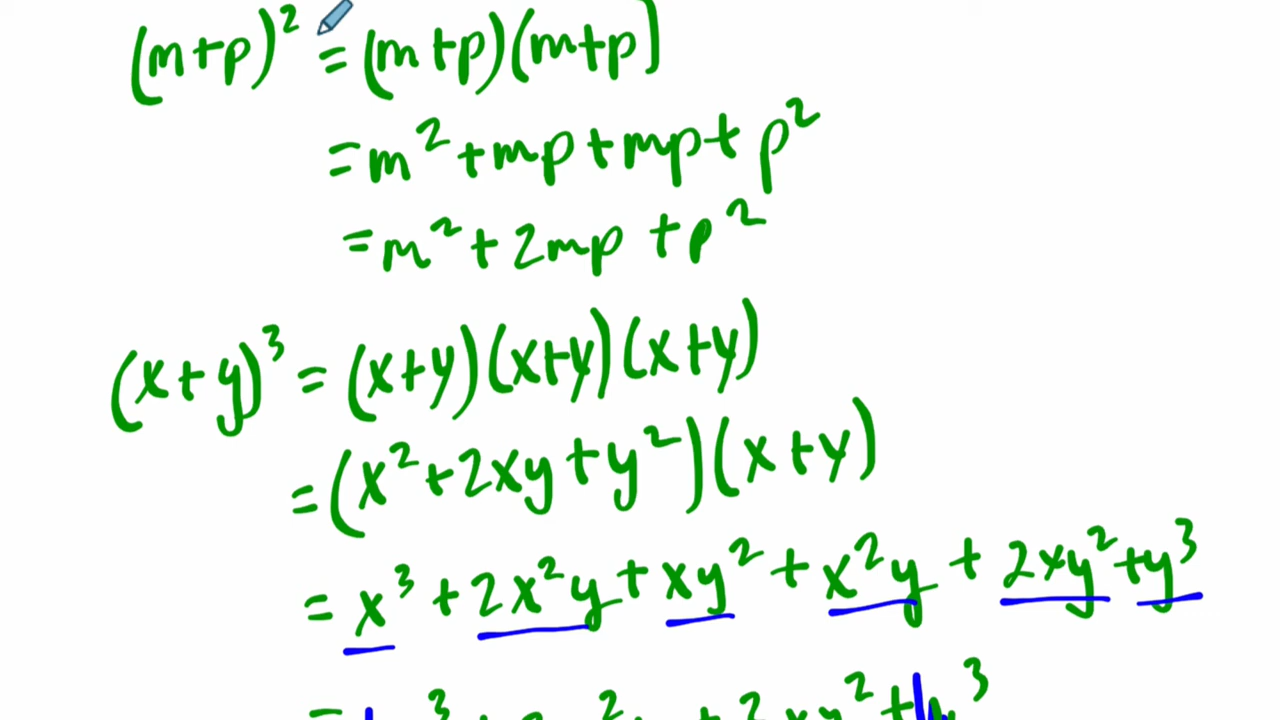 (m+p)² = (m+p)(m+p)
= m² + mp + mp + p²
= m² + 2mp + p²
(x+y)³ = (x+y)(x+y)(x+y)
= (x² + 2xy + y²)(x+y)
= x³ + 2x²y + xy² + x²y + 2xy² + y³